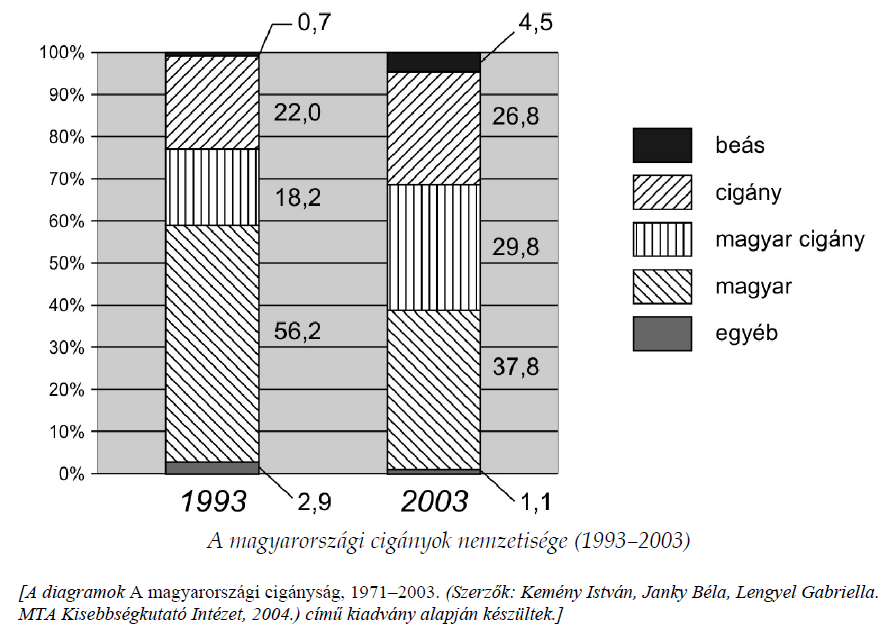 0,7
4,5
100%
90%
80%
70%
60%
50%
40%
30%
20%
10%
0%
22,0
18,2
56,2
2,9
26,8
29,8
37,8
1,1
1993
2003
beás
cigány
magyar cigány
magyar
egyéb
A magyarországi cigányok nemzetisége (1993–2003)
[A diagramok A magyarországi cigányság, 1971–2003. (Szerzők: Kemény István, Janky Béla, Lengyel Gabriella.
MTA Kisebbségkutató Intézet, 2004.) című kiadvány alapján készültek.]